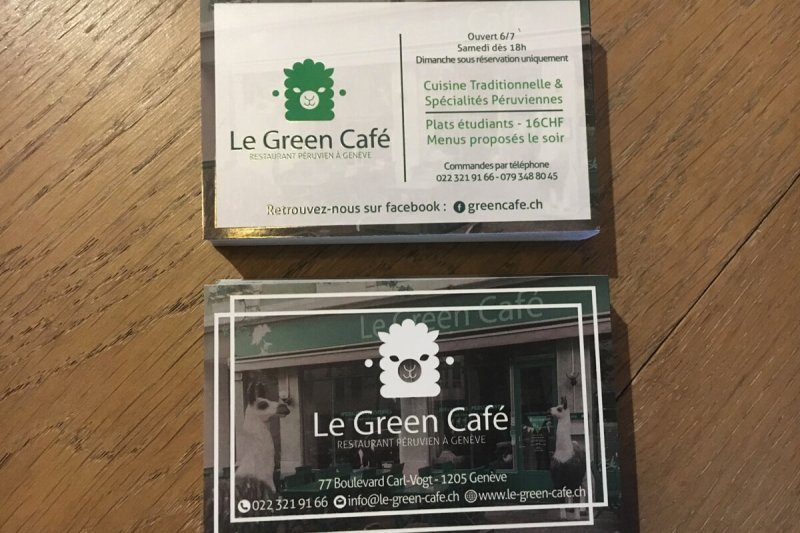 Le Green Café
RESTAURANT PÉRUVIEN À GENÈVE
Ouvert 6/7
Samedi dès 18h
Dimanche sous réservation uniquement
Cuisine Traditionnelle &
Spécialités Péruviennes
Plats étudiants - 16CHF
Menus proposés le soir
Commandes par téléphone
022 321 91 66 - 079 348 80 45
Retrouvez-nous sur facebook : greencafe.ch
Le Green Café
Le Green Café
RESTAURANT PÉRUVIEN À GENÈVE
77 Boulevard Carl-Vogt - 1205 Genève
022 321 91 66 info@le-green-cafe.ch www.le-green-cafe.ch